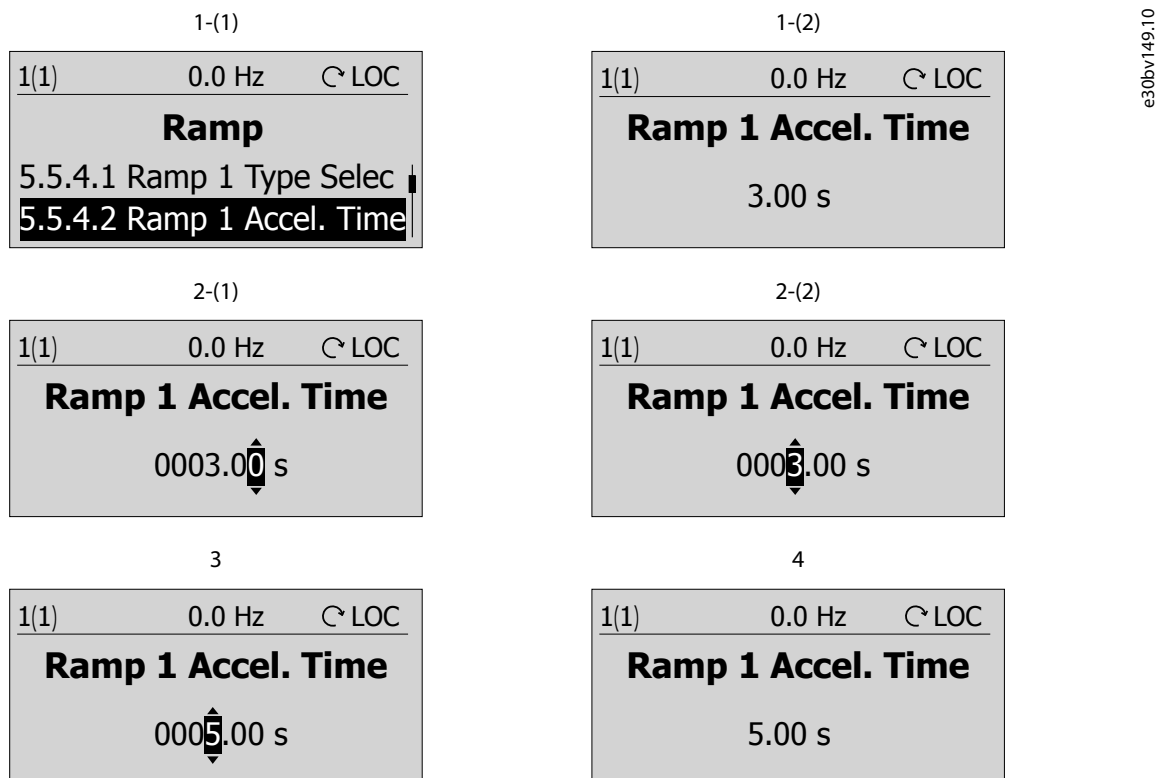 1-(1)
1(1) 0.0 Hz LOC
Ramp
5.5.4.1 Ramp 1 Type Selec
5.5.4.2 Ramp 1 Accel. Time
1-(2)
1(1) 0.0 Hz LOC
Ramp 1 Accel. Time
3.00 s
2-(1)
1(1) 0.0 Hz LOC
Ramp 1 Accel. Time
0003.00 s
2-(2)
1(1) 0.0 Hz LOC
Ramp 1 Accel. Time
0003.00 s
3
1(1) 0.0 Hz LOC
Ramp 1 Accel. Time
0005.00 s
4
1(1) 0.0 Hz LOC
Ramp 1 Accel. Time
5.00 s
e30bv149.10